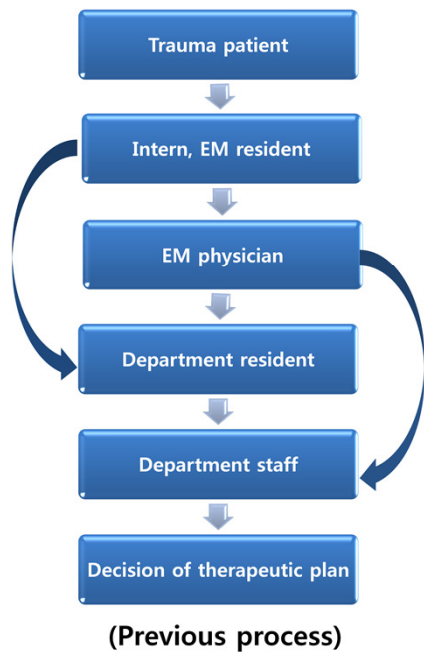 Trauma patient
Intern, EM resident
EM physician
Department resident
Department staff
Decision of therapeutic plan
(Previous process)